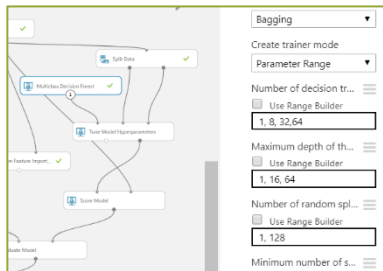 Split Data
Multiclass Decision Forest
1
Tune Model Hyperparameters
n Feature Import...
Score Model
luate Model
Bagging
Create trainer mode
Parameter Range
Number of decision tr...
Use Range Builder
1, 8, 32,64
Maximum depth of th...
Use Range Builder
1, 16, 64
Number of random spl...
Use Range Builder
1, 128
Minimum number of s...